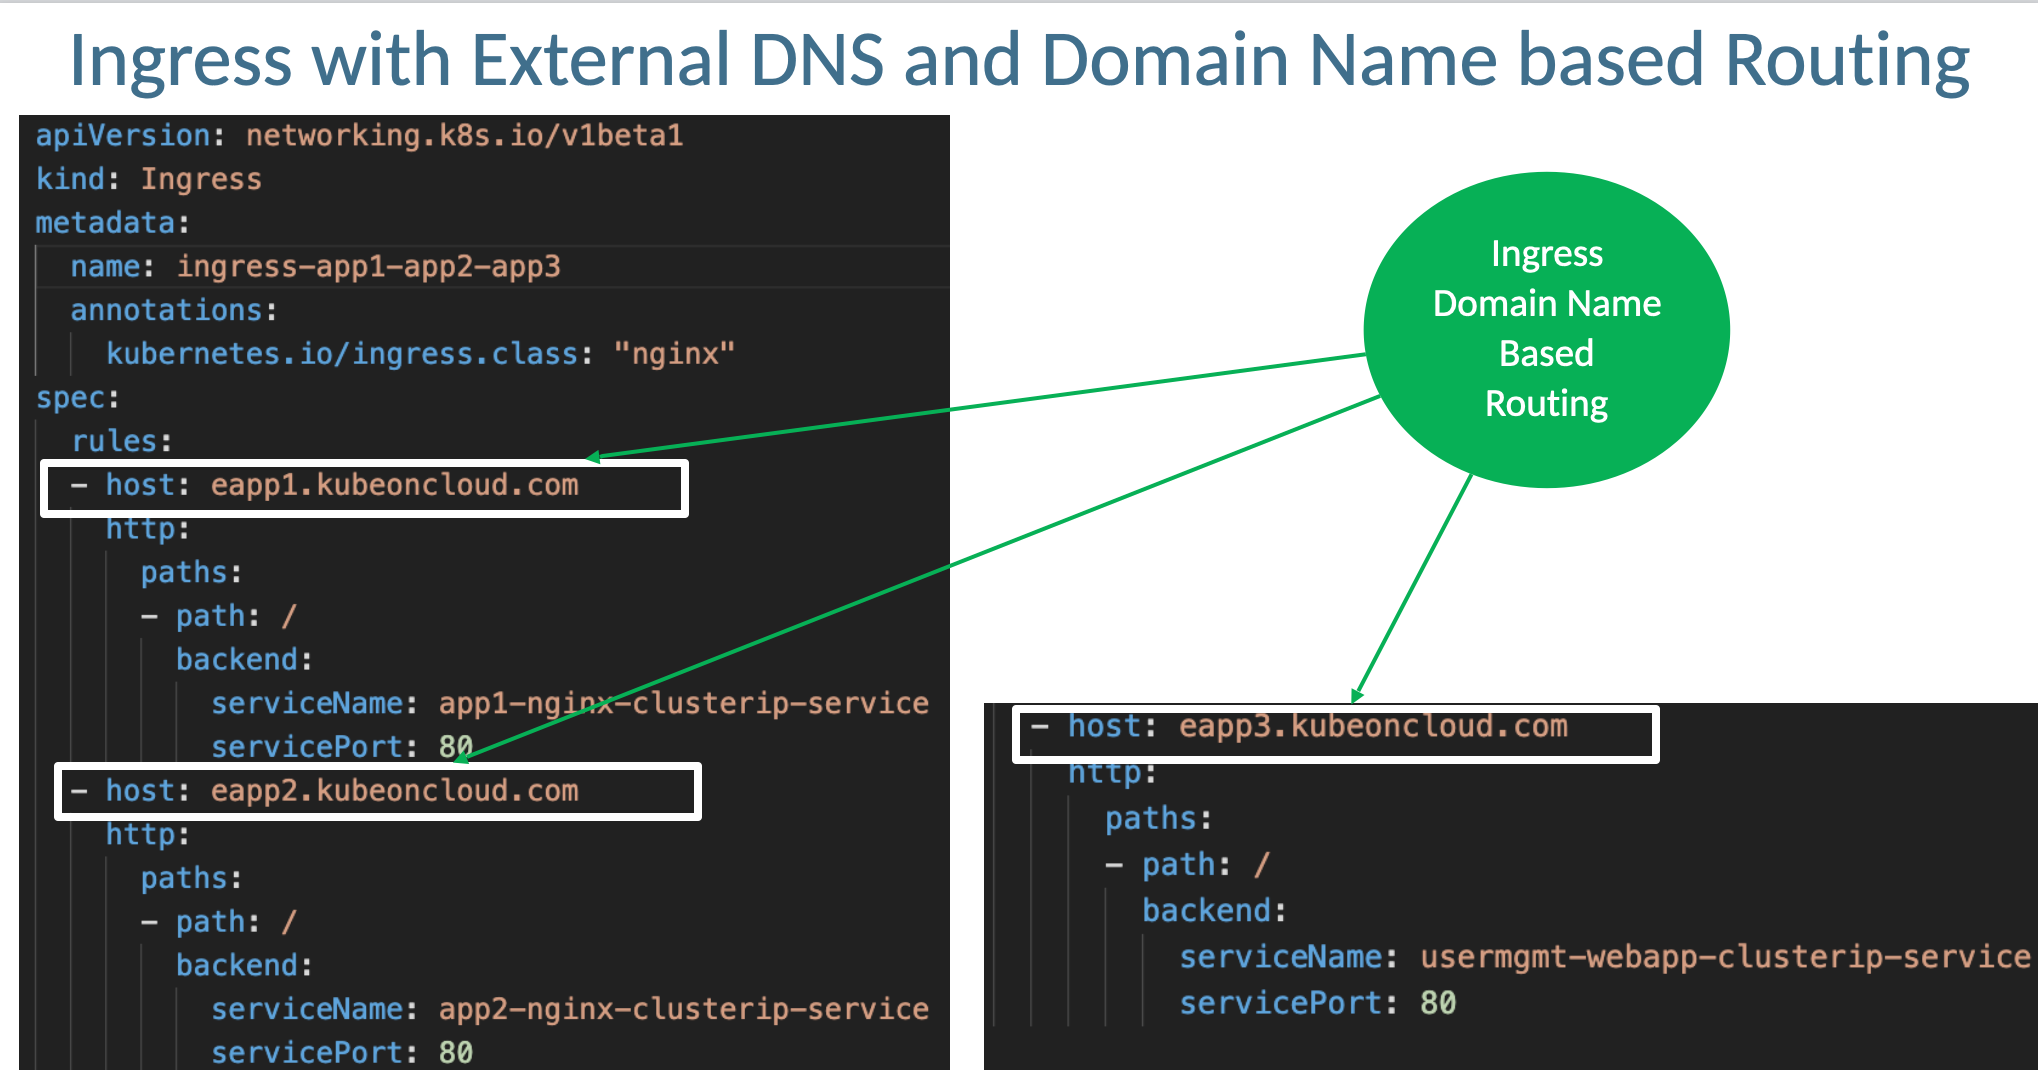 Ingress with External DNS and Domain Name based Routing
apiVersion: networking.k8s.io/v1beta1
kind: Ingress
metadata:
  name: ingress-app1-app2-app3
  annotations:
    kubernetes.io/ingress.class: "nginx"
spec:
  rules:
  - host: eapp1.kubeoncloud.com
    http:
      paths:
      - path: /
        backend:
          serviceName: app1-nginx-clusterip-service
          servicePort: 80
  - host: eapp2.kubeoncloud.com
    http:
      paths:
      - path: /
        backend:
          serviceName: app2-nginx-clusterip-service
          servicePort: 80
Ingress
Domain Name
Based
Routing
  - host: eapp3.kubeoncloud.com
    http:
      paths:
      - path: /
        backend:
          serviceName: usermgmt-webapp-clusterip-service
          servicePort: 80